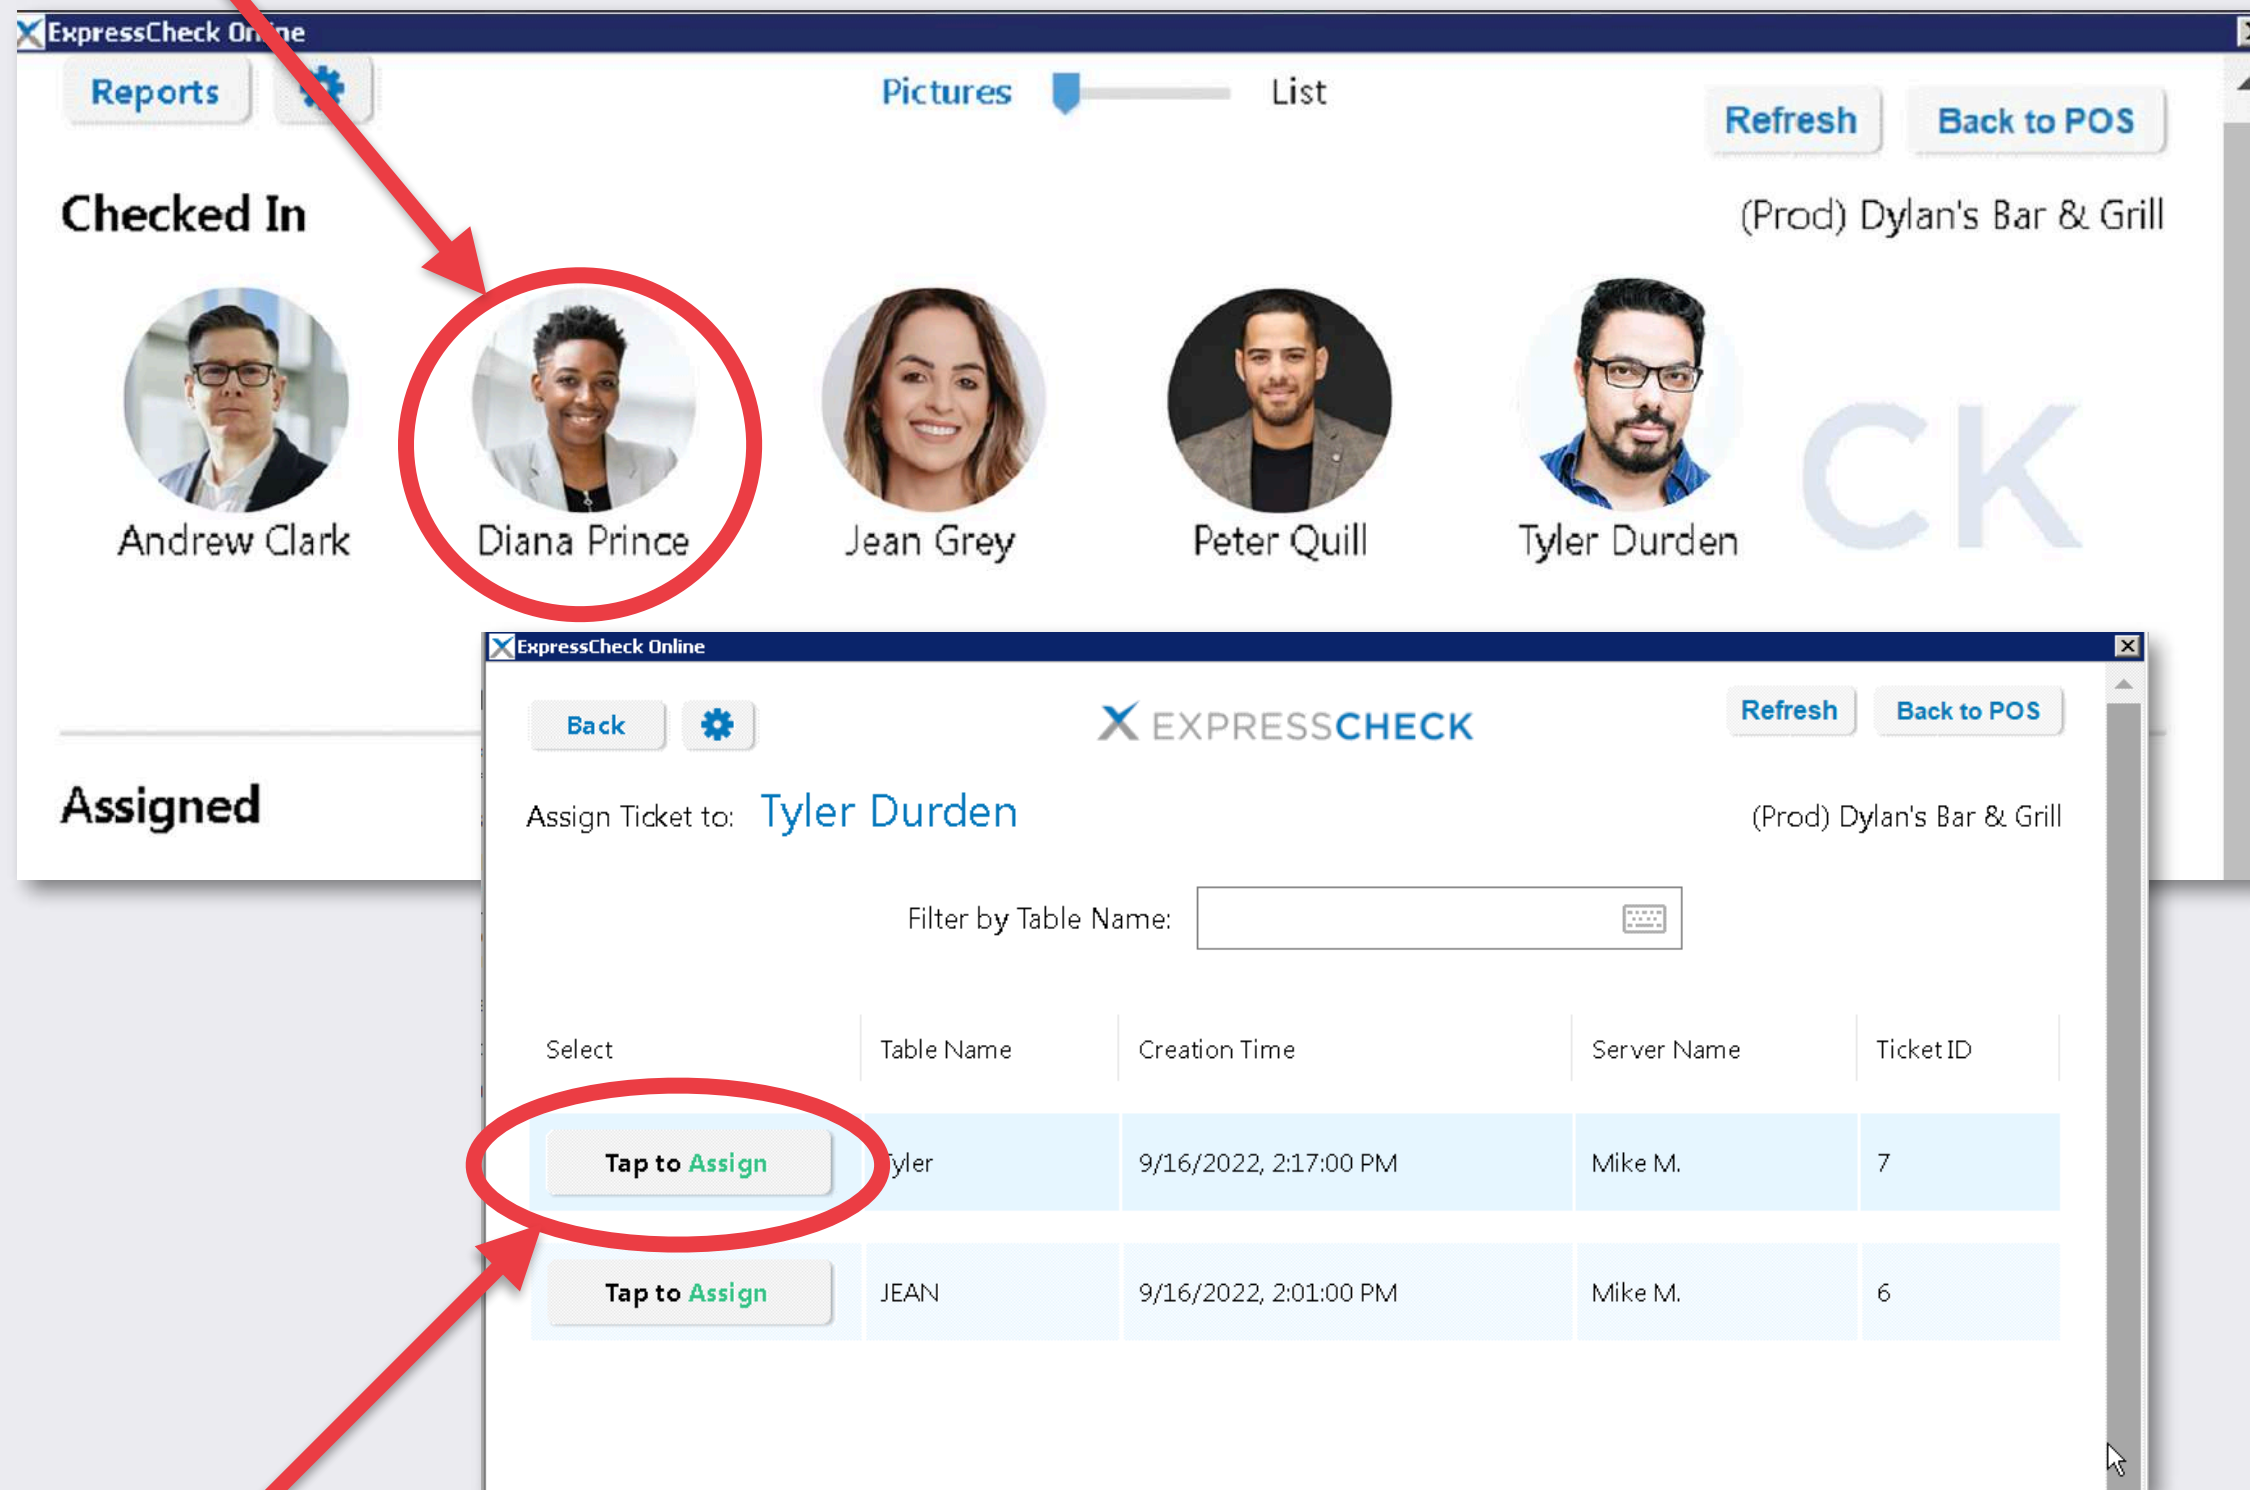 ExpressCheck Online
Reports
Pictures List
Refresh Back to POS
Checked In
(Prod) Dylan's Bar & Grill
CK
Andrew Clark Diana Prince Jean Grey Peter Quill Tyler Durden
Assigned
ExpressCheck Online
Back
EXPRESSCHECK
Refresh Back to POS
Assign Ticket to: Tyler Durden
(Prod) Dylan's Bar & Grill
Filter by Table Name:
Select Table Name Creation Time Server Name Ticket ID
Tap to Assign Tyler 9/16/2022, 2:17:00 PM Mike M. 7
Tap to Assign JEAN 9/16/2022, 2:01:00 PM Mike M. 6